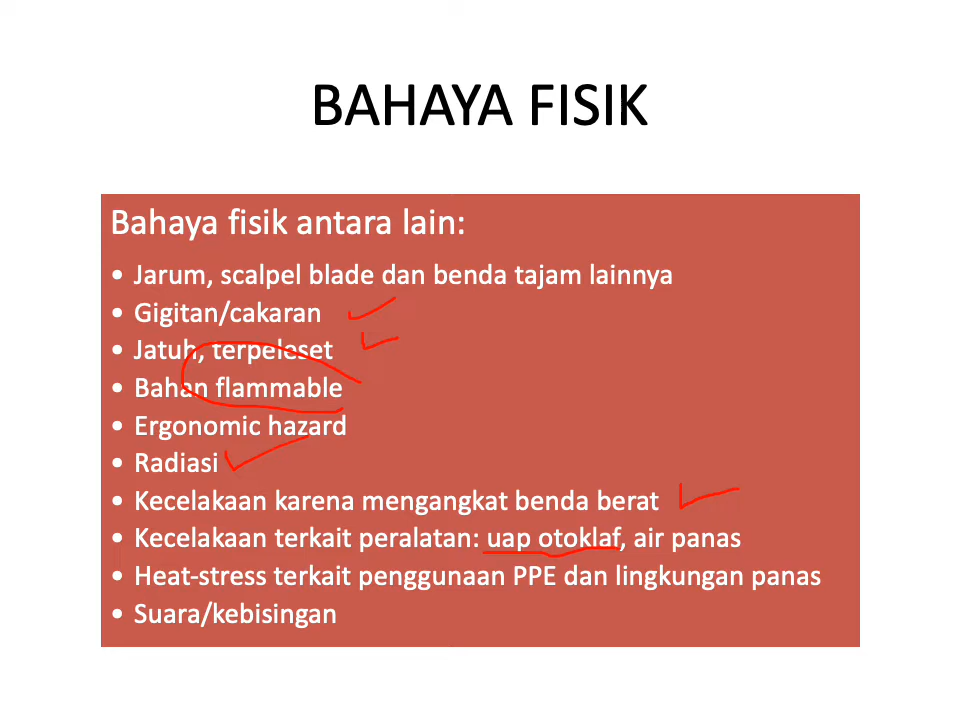 BAHAYA FISIK
Bahaya fisik antara lain:
• Jarum, scalpel blade dan benda tajam lainnya
• Gigitan/cakaran
• Jatuh, terpeleset
• Bahan flammable
• Ergonomic hazard
• Radiasi
• Kecelakaan karena mengangkat benda berat
• Kecelakaan terkait peralatan: uap otoklaf, air panas
• Heat-stress terkait penggunaan PPE dan lingkungan panas
• Suara/kebisingan